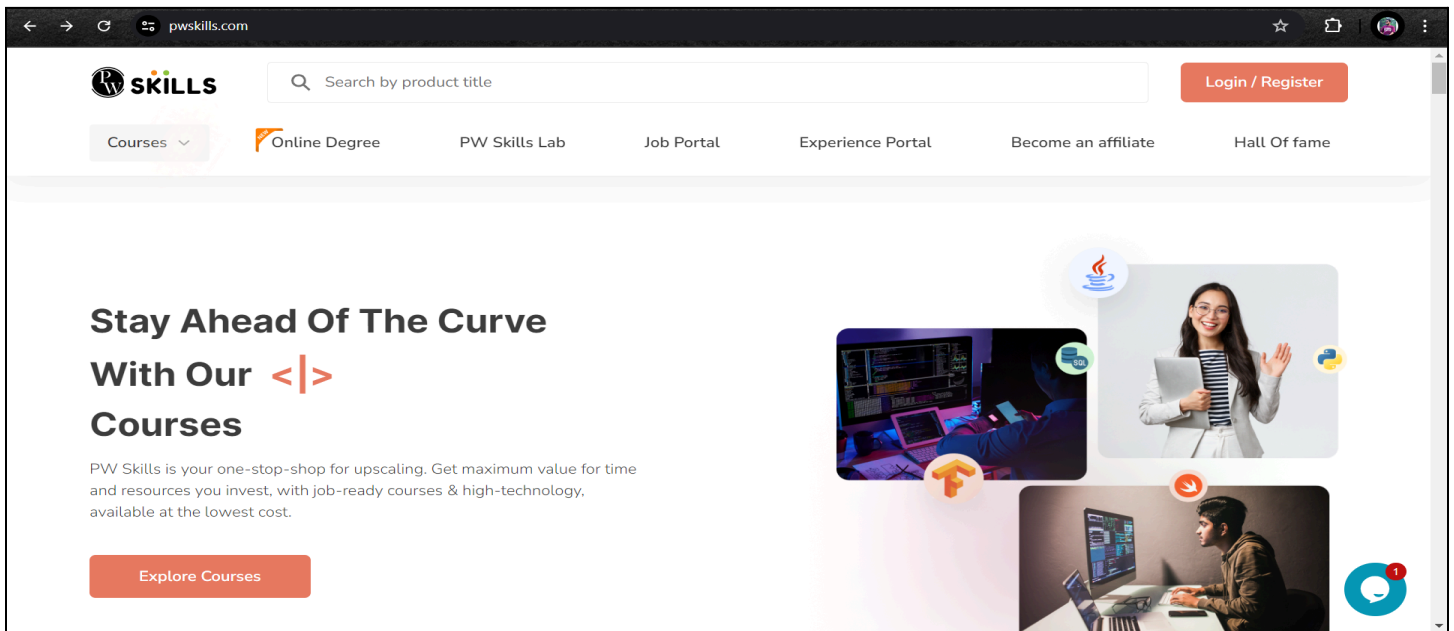 pwskills.com
PW SKILLS
Search by product title
Login / Register
Courses
Online Degree
PW Skills Lab
Job Portal
Experience Portal
Become an affiliate
Hall Of fame
Stay Ahead Of The Curve
With Our <|>
Courses
PW Skills is your one-stop-shop for upscaling. Get maximum value for time
and resources you invest, with job-ready courses & high-technology,
available at the lowest cost.
Explore Courses
SQL
1